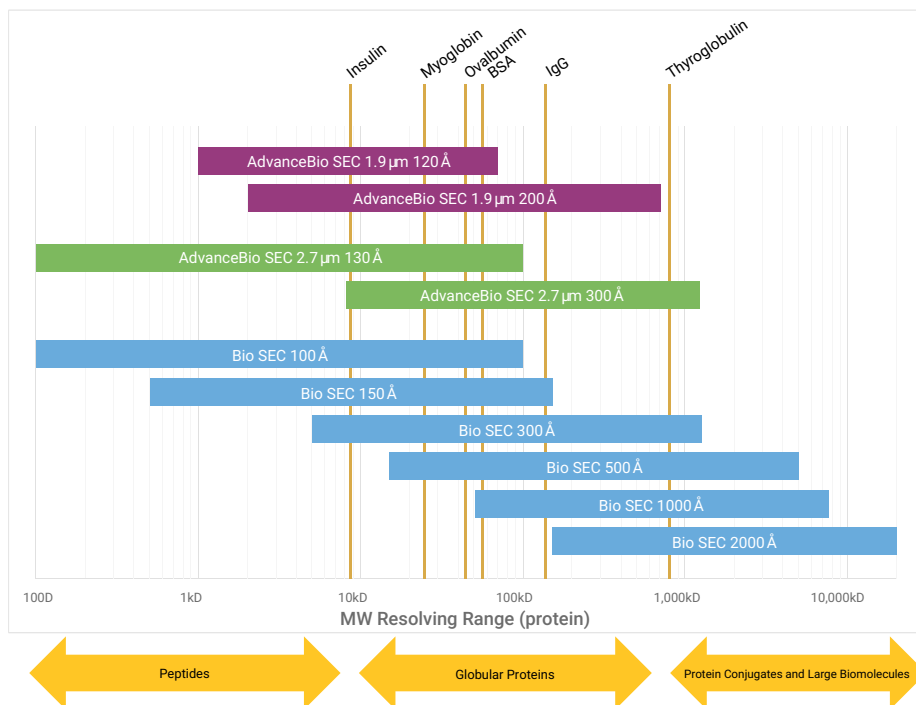 Insulin
Myoglobin
Ovalbumin
BSA
IgG
Thyroglobulin
AdvanceBio SEC 1.9 µm 120 Å
AdvanceBio SEC 1.9 µm 200 Å
AdvanceBio SEC 2.7 µm 130 Å
AdvanceBio SEC 2.7 µm 300 Å
Bio SEC 100 Å
Bio SEC 150 Å
Bio SEC 300 Å
Bio SEC 500 Å
Bio SEC 1000 Å
Bio SEC 2000 Å
100D 1kD 10kD 100kD 1,000kD 10,000kD
MW Resolving Range (protein)
Peptides Globular Proteins Protein Conjugates and Large Biomolecules